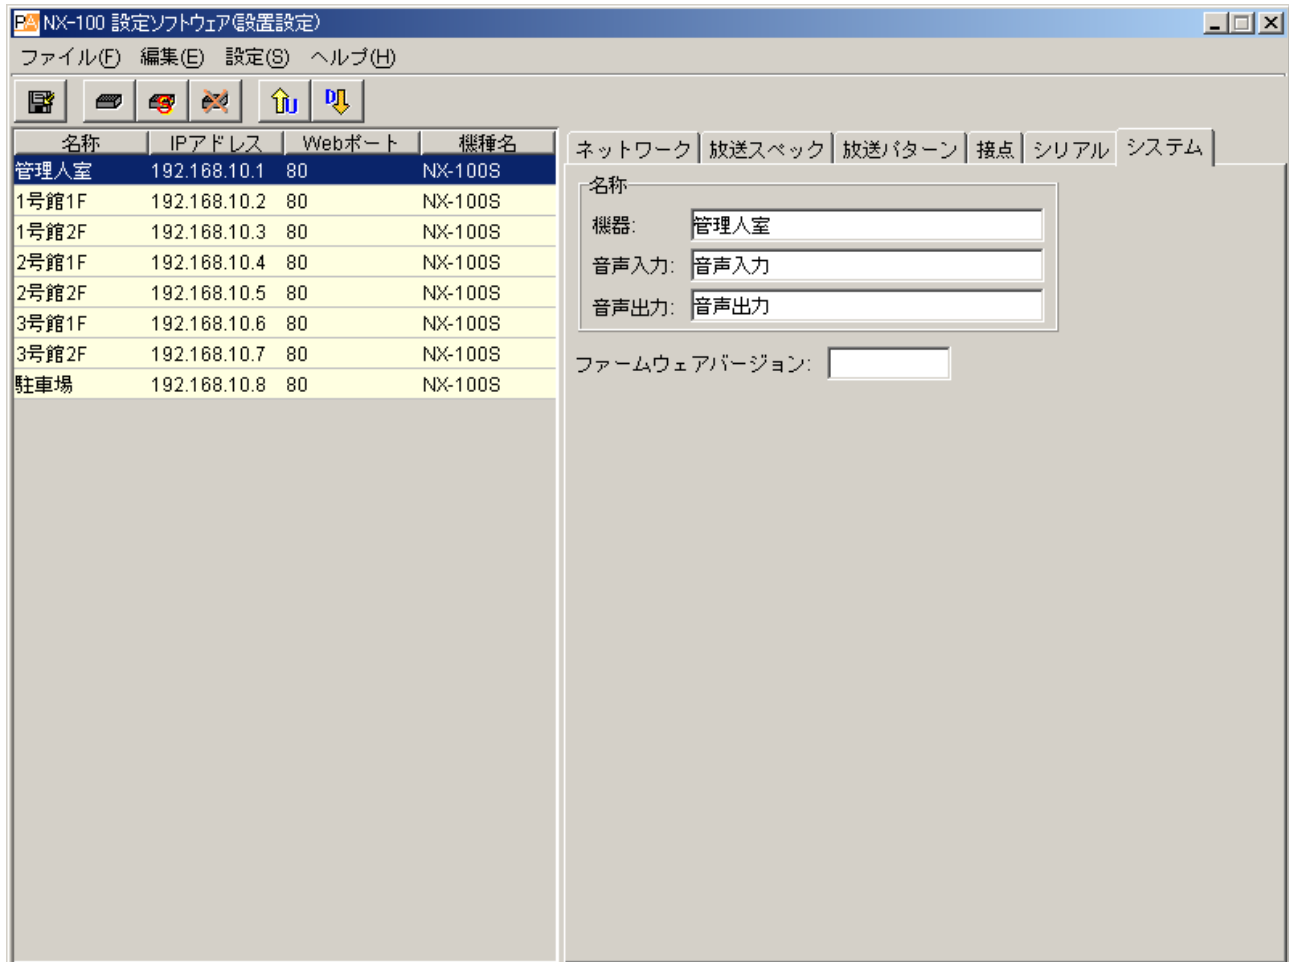 NX-100 設定ソフトウェア(設置設定)
ファイル(F) 編集(E) 設定(S) ヘルプ(H)
名称 IPアドレス Webポート 機種名
管理人室 192.168.10.1 80 NX-100S
1号館1F 192.168.10.2 80 NX-100S
1号館2F 192.168.10.3 80 NX-100S
2号館1F 192.168.10.4 80 NX-100S
2号館2F 192.168.10.5 80 NX-100S
3号館1F 192.168.10.6 80 NX-100S
3号館2F 192.168.10.7 80 NX-100S
駐車場 192.168.10.8 80 NX-100S
ネットワーク 放送スペック 放送パターン 接点 シリアル システム
名称
機器: 管理人室
音声入力: 音声入力
音声出力: 音声出力
ファームウェアバージョン: